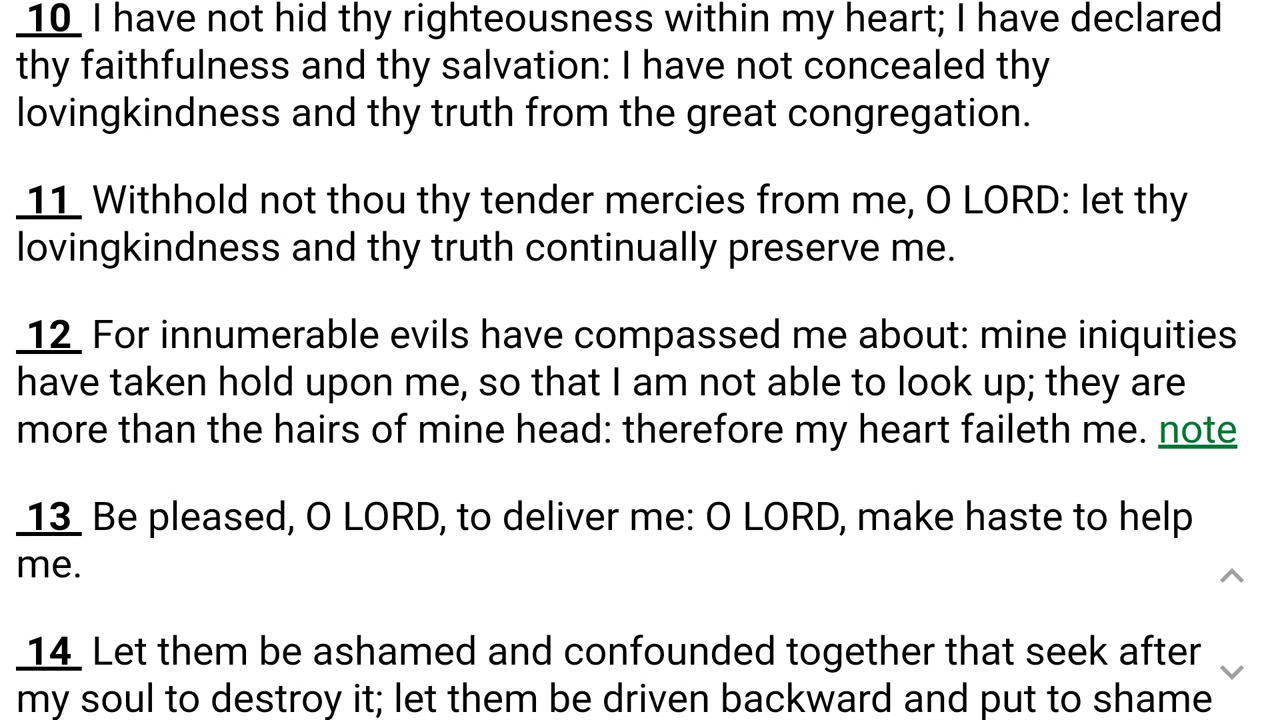 10 I have not hid thy righteousness within my heart; I have declared
thy faithfulness and thy salvation: I have not concealed thy
lovingkindness and thy truth from the great congregation.
11 Withhold not thou thy tender mercies from me, O LORD: let thy
lovingkindness and thy truth continually preserve me.
12 For innumerable evils have compassed me about: mine iniquities
have taken hold upon me, so that I am not able to look up; they are
more than the hairs of mine head: therefore my heart faileth me. note
13 Be pleased, O LORD, to deliver me: O LORD, make haste to help
me.
14 Let them be ashamed and confounded together that seek after
my soul to destroy it; let them be driven backward and put to shame